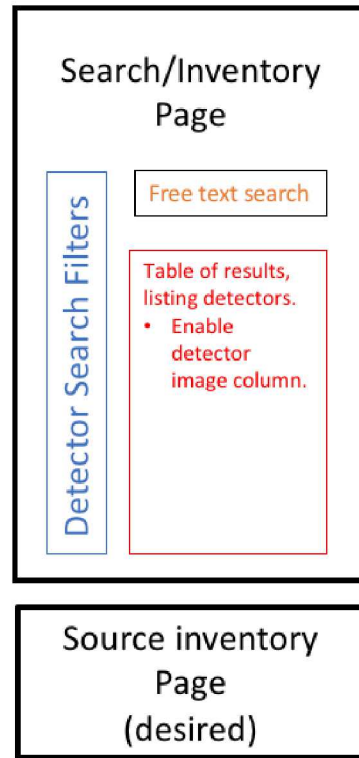 Search/Inventory
Page
Detector Search Filters
Free text search
Table of results,
listing detectors.
• Enable
detector
image column.
Source inventory
Page
(desired)